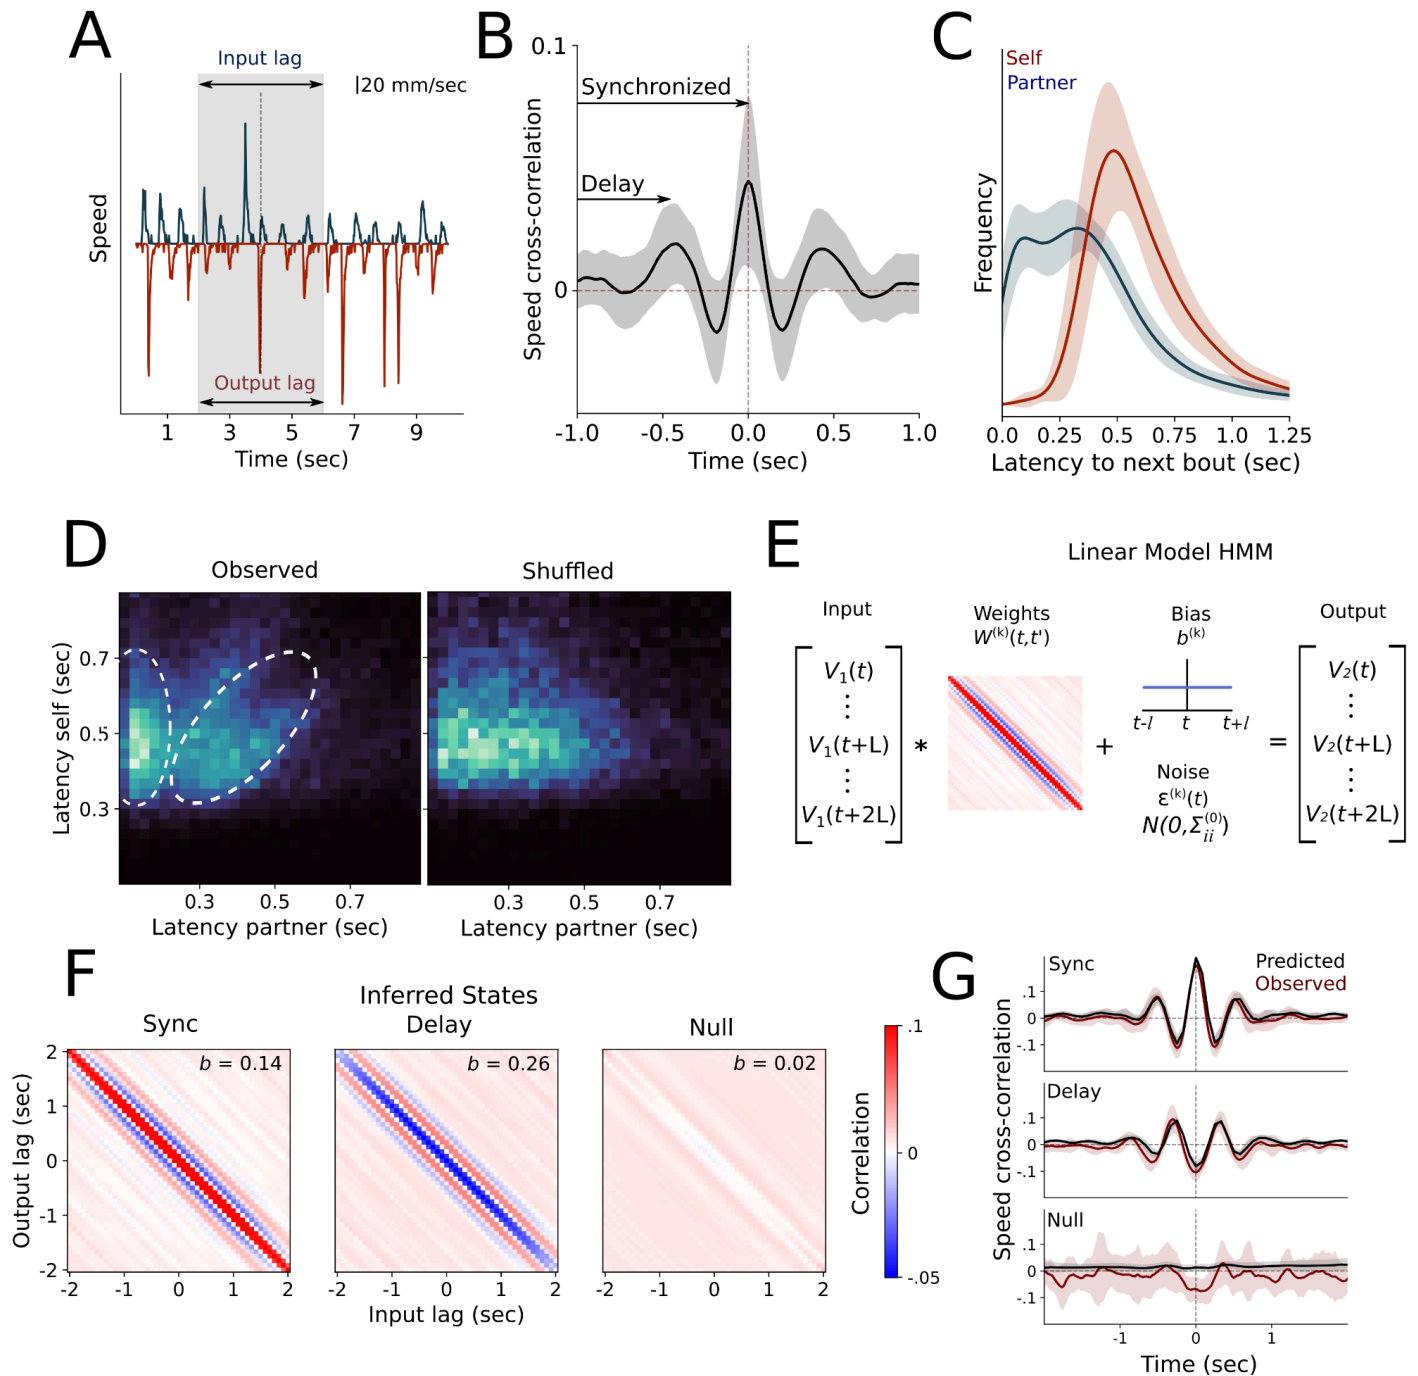 A
Input lag
|20 mm/sec
Speed
Output lag
1 3 5 7 9
Time (sec)
B
0.1
Synchronized
Delay
0
Speed cross-correlation
-1.0 -0.5 0.0 0.5 1.0
Time (sec)
C
Self
Partner
Frequency
0.0 0.25 0.5 0.75 1.0 1.25
Latency to next bout (sec)
D
Observed
Shuffled
Latency self (sec)
0.7
0.5
0.3
0.3 0.5 0.7
0.3 0.5 0.7
Latency partner (sec)
Latency partner (sec)
E
Linear Model HMM
Input
V₁(t)
⋮
V₁(t+L)
⋮
V₁(t+2L)
*
Weights
W⁽ᵏ⁾(t,t')
+
Bias
b⁽ᵏ⁾
t-l t t+l
Noise
ε⁽ᵏ⁾(t)
N(0,Σᵢᵢ⁽⁰⁾)
=
Output
V₂(t)
⋮
V₂(t+L)
⋮
V₂(t+2L)
F
Inferred States
Sync
Delay
Null
b = 0.14
b = 0.26
b = 0.02
Output lag (sec)
2
1
0
-1
-2
-2 -1 0 1 2
-2 -1 0 1 2
-2 -1 0 1 2
Input lag (sec)
Correlation
.1
0
-.05
G
Speed cross-correlation
Sync
Predicted
Observed
.1
0
-.1
Delay
.1
0
-.1
Null
.1
0
-.1
-1 0 1
Time (sec)